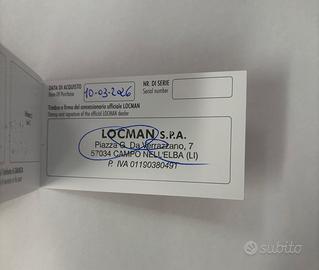 DATA DI ACQUISTO
Date Of Purchase
10-03-2026
NR. DI SERIE
Serial number
Timbro e firma del concessionario ufficiale LOCMAN
Stamp and signature of the official LOCMAN dealer
LOCMAN S.P.A.
Piazza G. Da Verrazzano, 7
57034 CAMPO NELL'ELBA (LI)
P. IVA 01190380491
subito